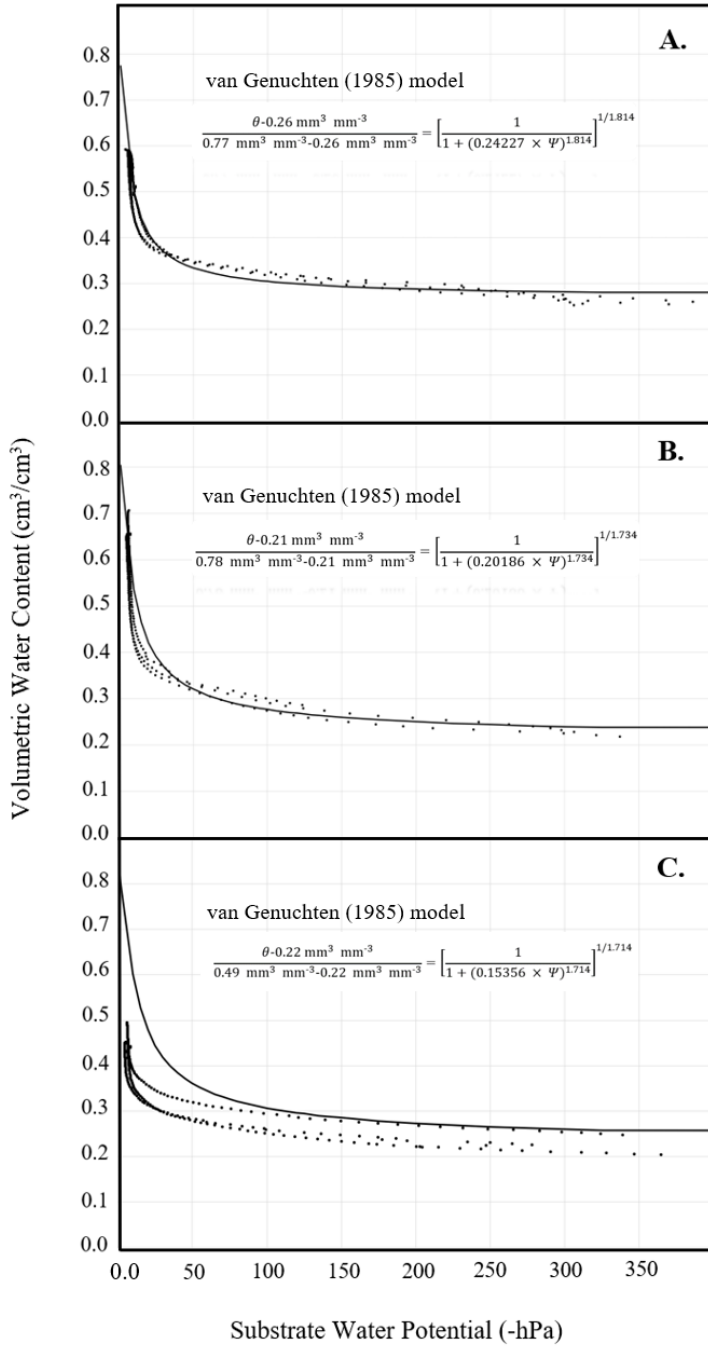 A.
van Genuchten (1985) model
θ-0.26 mm³ mm⁻³ / 0.77 mm³ mm⁻³-0.26 mm³ mm⁻³ = [1 / 1 + (0.24227 × Ψ)^1.814]^1/1.814
0.8
0.7
0.6
0.5
0.4
0.3
0.2
0.1
0.0
B.
van Genuchten (1985) model
θ-0.21 mm³ mm⁻³ / 0.78 mm³ mm⁻³-0.21 mm³ mm⁻³ = [1 / 1 + (0.20186 × Ψ)^1.734]^1/1.734
0.8
0.7
0.6
0.5
0.4
0.3
0.2
0.1
0.0
Volumetric Water Content (cm³/cm³)
C.
van Genuchten (1985) model
θ-0.22 mm³ mm⁻³ / 0.49 mm³ mm⁻³-0.22 mm³ mm⁻³ = [1 / 1 + (0.15356 × Ψ)^1.714]^1/1.714
0.8
0.7
0.6
0.5
0.4
0.3
0.2
0.1
0.0
0.0 50 100 150 200 250 300 350
Substrate Water Potential (-hPa)